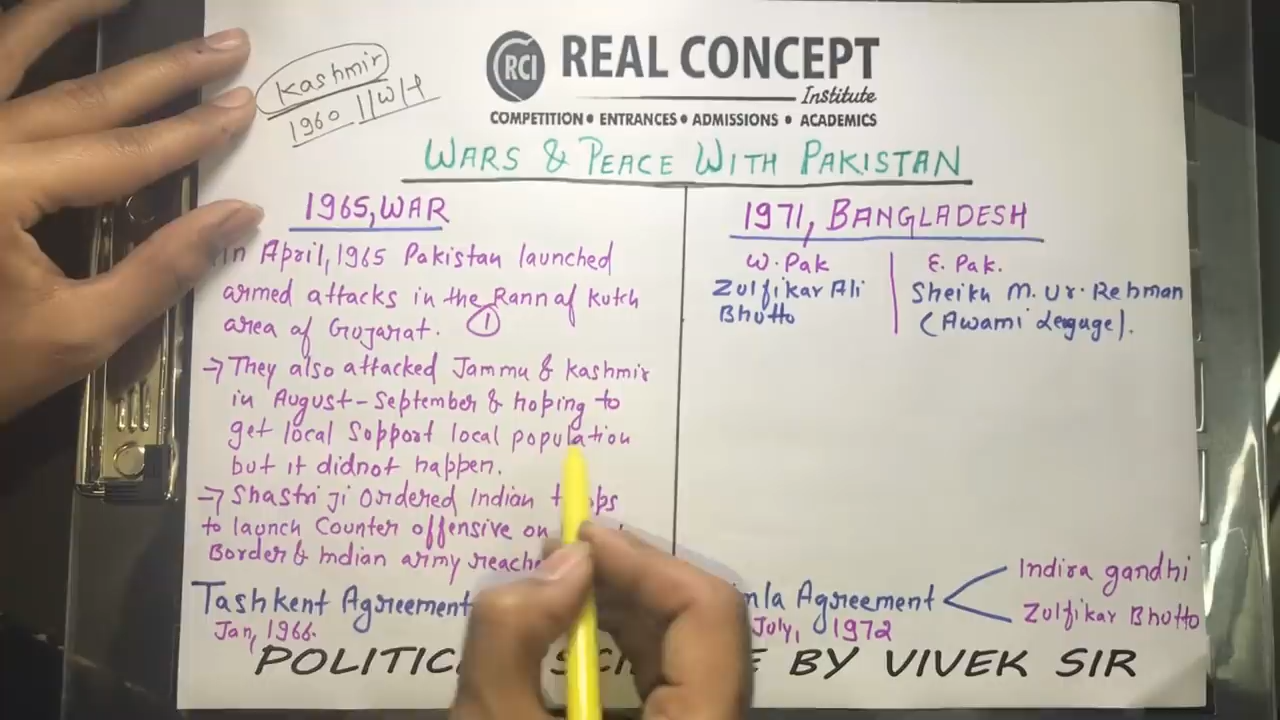 Kashmir
1960 IWT
RCI REAL CONCEPT
Institute
COMPETITION • ENTRANCES • ADMISSIONS • ACADEMICS
WARS & PEACE WITH PAKISTAN
1965, WAR
In April, 1965 Pakistan launched
armed attacks in the Rann of Kutch
area of Gujarat. 1
→ They also attacked Jammu & Kashmir
in August-September & hoping to
get local Support local population
but it didnot happen.
→ Shastri Ji Ordered Indian
to launch Counter offensive on
Border & Indian army
Tashkent Agreement
Jan, 1966.
1971, BANGLADESH
W. Pak
Zulfikar Ali
Bhutto
E. Pak.
Sheikh M. Ur. Rehman
(Awami League).
Agreement
July, 1972
Indira gandhi
Zulfikar Bhutto
BY VIVEK SIR